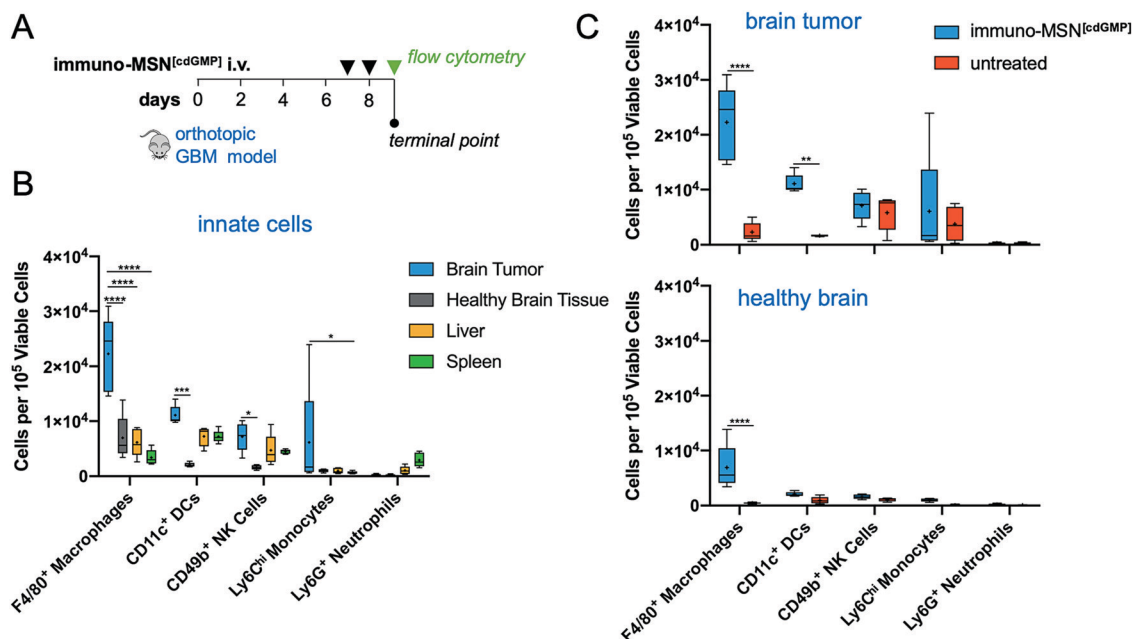 A
immuno-MSN[cdGMP] i.v.
flow cytometry
days 0 2 4 6 8
orthotopic
GBM model
terminal point
B
innate cells
Cells per 10⁵ Viable Cells
4×10⁴
3×10⁴
2×10⁴
1×10⁴
0
****
****
****
***
*
*
Brain Tumor
Healthy Brain Tissue
Liver
Spleen
F4/80⁺ Macrophages
CD11c⁺ DCs
CD49b⁺ NK Cells
Ly6Cʰⁱ Monocytes
Ly6G⁺ Neutrophils
C
brain tumor
immuno-MSN[cdGMP]
untreated
Cells per 10⁵ Viable Cells
4×10⁴
3×10⁴
2×10⁴
1×10⁴
0
****
**
healthy brain
Cells per 10⁵ Viable Cells
4×10⁴
3×10⁴
2×10⁴
1×10⁴
0
****
F4/80⁺ Macrophages
CD11c⁺ DCs
CD49b⁺ NK Cells
Ly6Cʰⁱ Monocytes
Ly6G⁺ Neutrophils